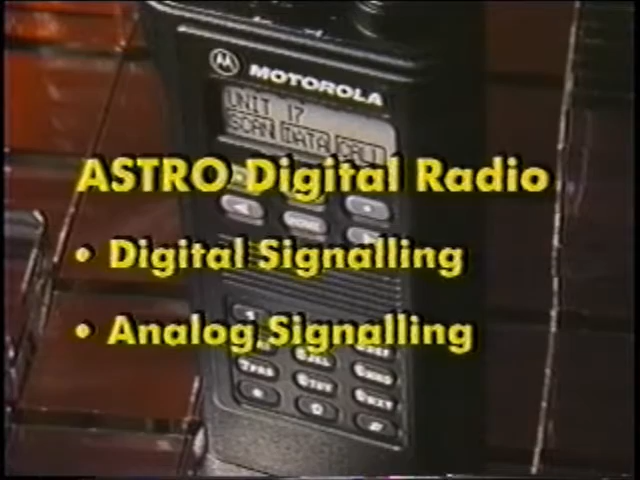 MOTOROLA
UNIT 17
SCAN DATA CALL
ASTRO Digital Radio
• Digital Signalling
• Analog Signalling